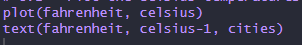 plot(fahrenheit, celsius)
text(fahrenheit, celsius-1, cities)